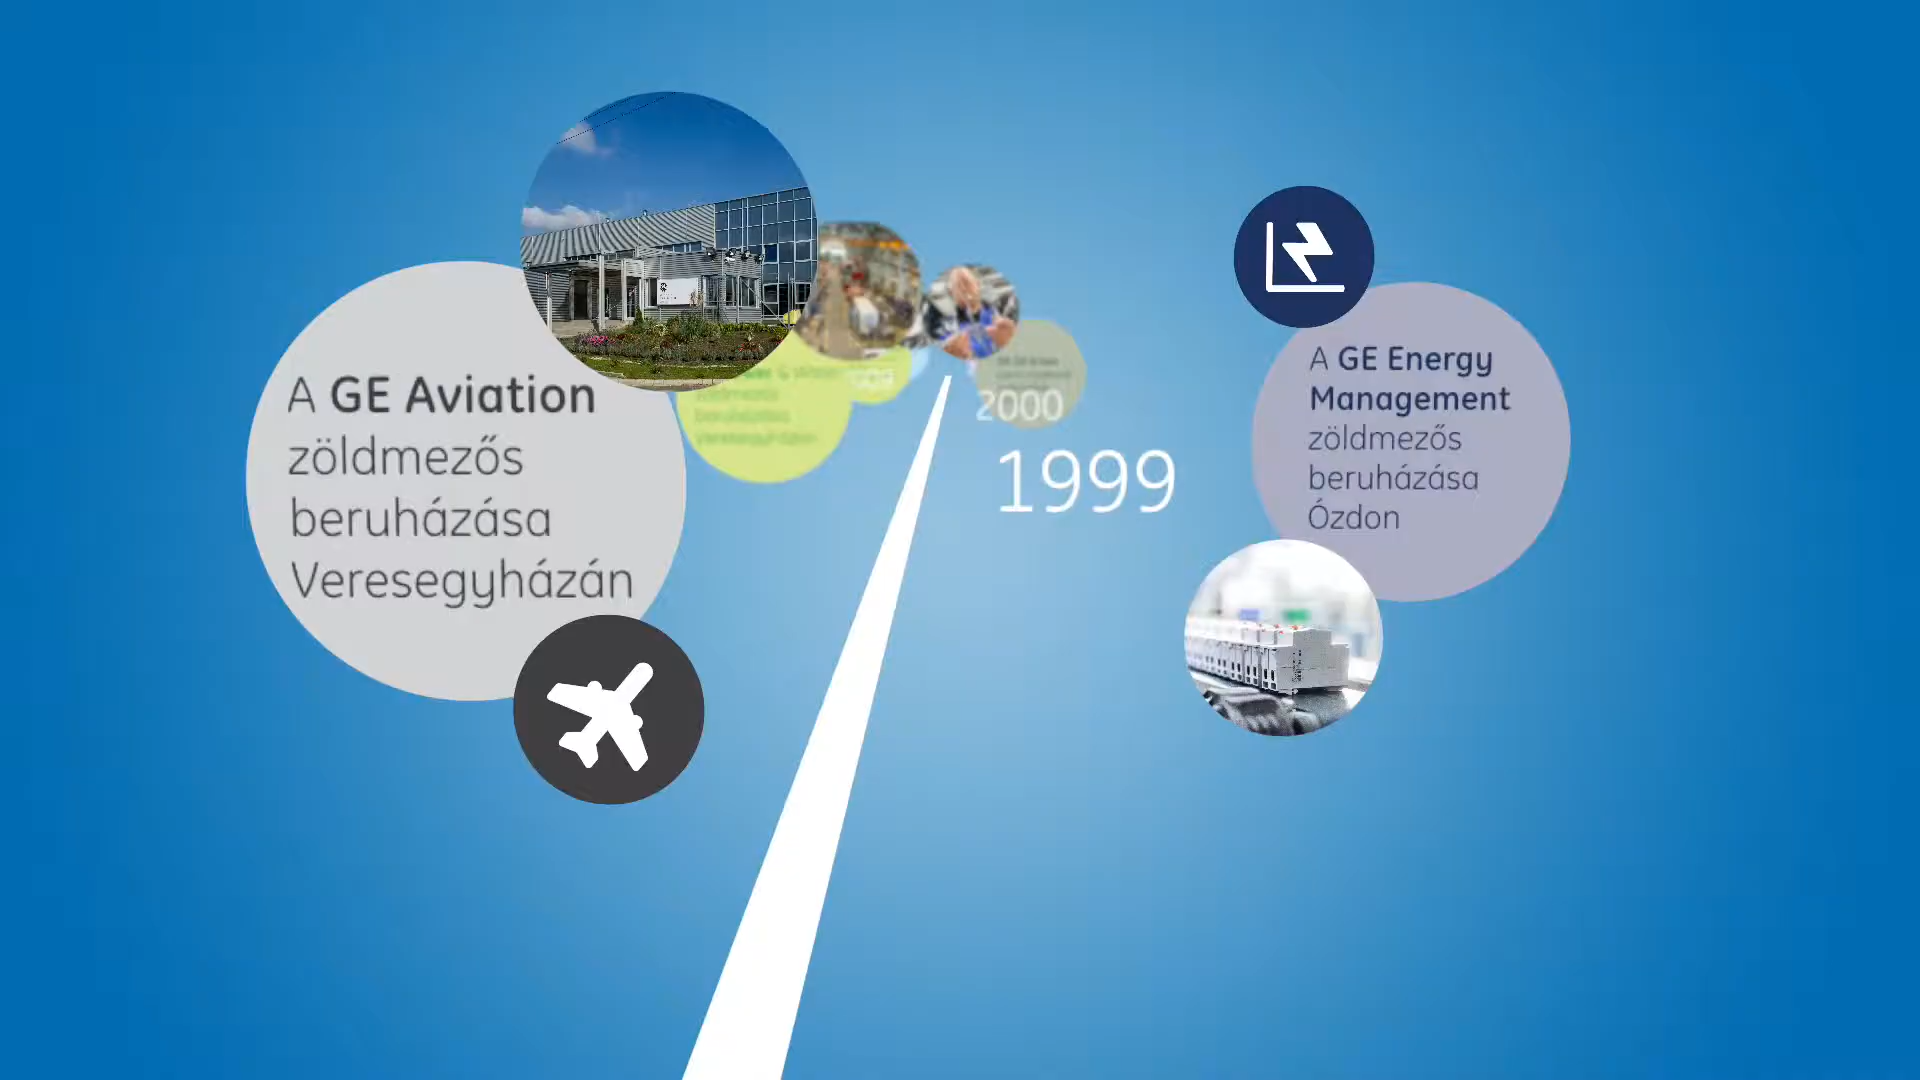 A GE Aviation
zöldmezős
beruházása
Veresegyházán
2000
1999
A GE Energy
Management
zöldmezős
beruházása
Ózdon